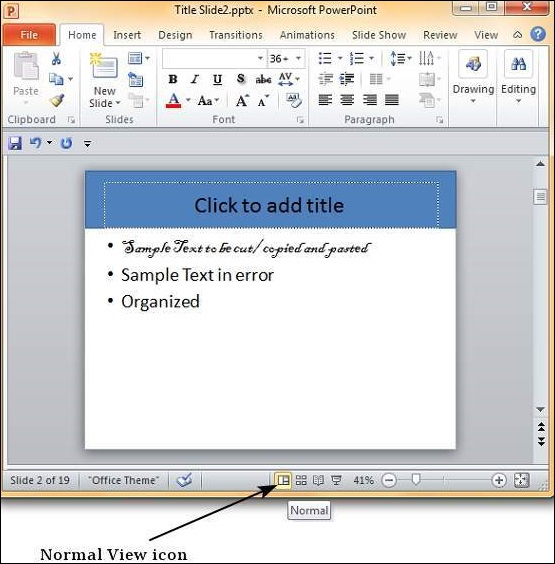 Title Slide2.pptx - Microsoft PowerPoint
File Home Insert Design Transitions Animations Slide Show Review View
Paste
New
Slide
36
Drawing
Editing
B I U S abc AV
A Aa A A
Clipboard Slides Font Paragraph
Click to add title
• Sample Text to be cut/ copied and pasted
• Sample Text in error
• Organized
Slide 2 of 19 "Office Theme" 41%
Normal
Normal View icon